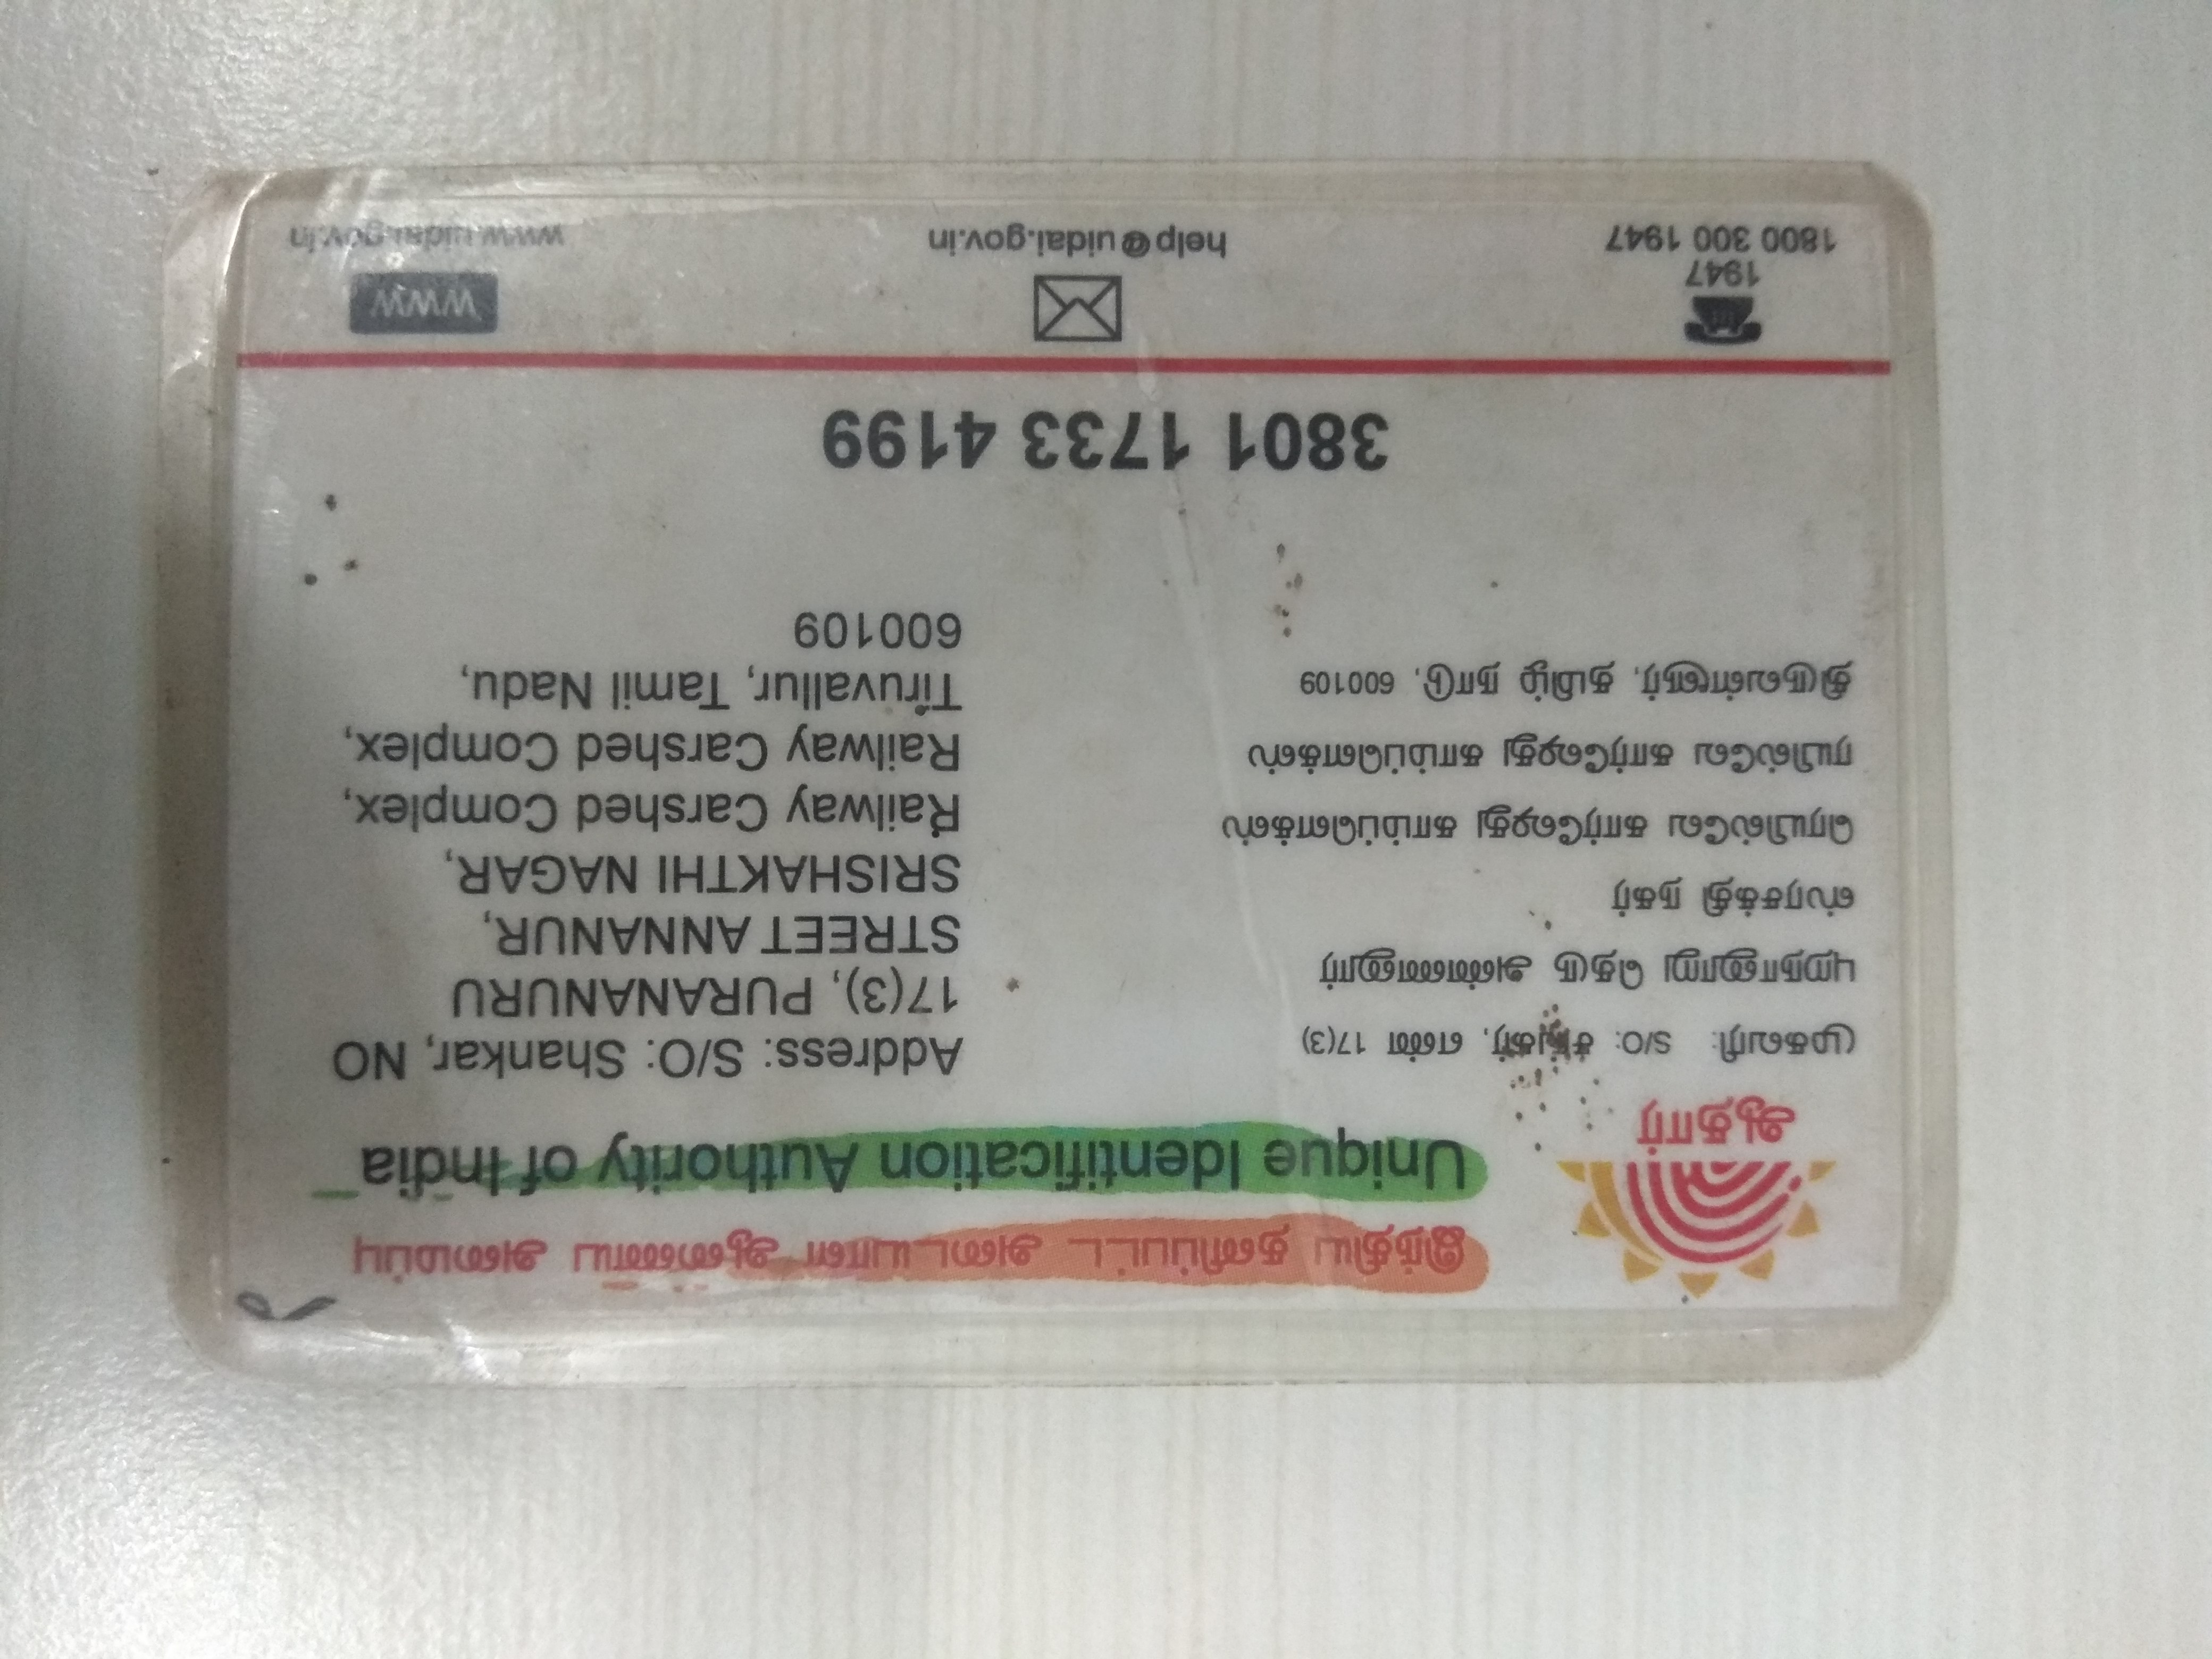 இந்திய தனிப்பட்ட அடையாள ஆணைய அமைப்பு
Unique Identification Authority of India
ஆதார்
முகவரி: S/O: சங்கர், எண் 17(3)
புறநானூறு தெரு அண்ணனூர்
ஸ்ரசக்தி நகர்
ரெயில்வே கார்ஷெது காம்ப்ளெக்ஸ்
ரயில்வே கார்ஷெது காம்ப்ளெக்ஸ்
திருவள்ளூர், தமிழ் நாடு, 600109
Address: S/O: Shankar, NO
17(3), PURANANURU
STREET ANNANUR,
SRISHAKTHI NAGAR,
Railway Carshed Complex,
Railway Carshed Complex,
Tiruvallur, Tamil Nadu,
600109
3801 1733 4199
1947
1800 300 1947
help@uidai.gov.in
WWW
www.uidai.gov.in